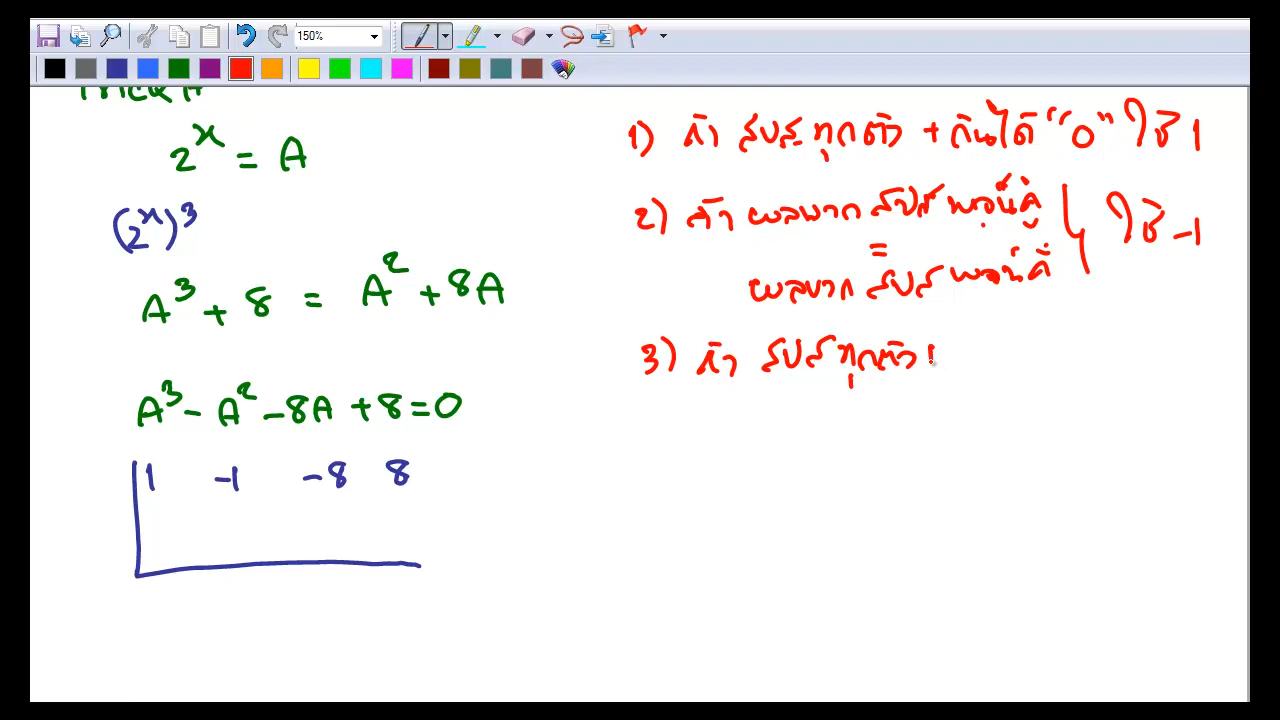 150%
2^x = A
(2^x)^3
A^3 + 8 = A^2 + 8A
A^3 - A^2 - 8A + 8 = 0
1 -1 -8 8
1) ถ้า สปส.ทุกตัว + กันได้ "0" ใช้ 1
2) ถ้า ผลบวก สปส พจน์คู่
=
ผลบวก สปส พจน์คี่
ใช้ -1
3) ถ้า สปส ทุกตัว